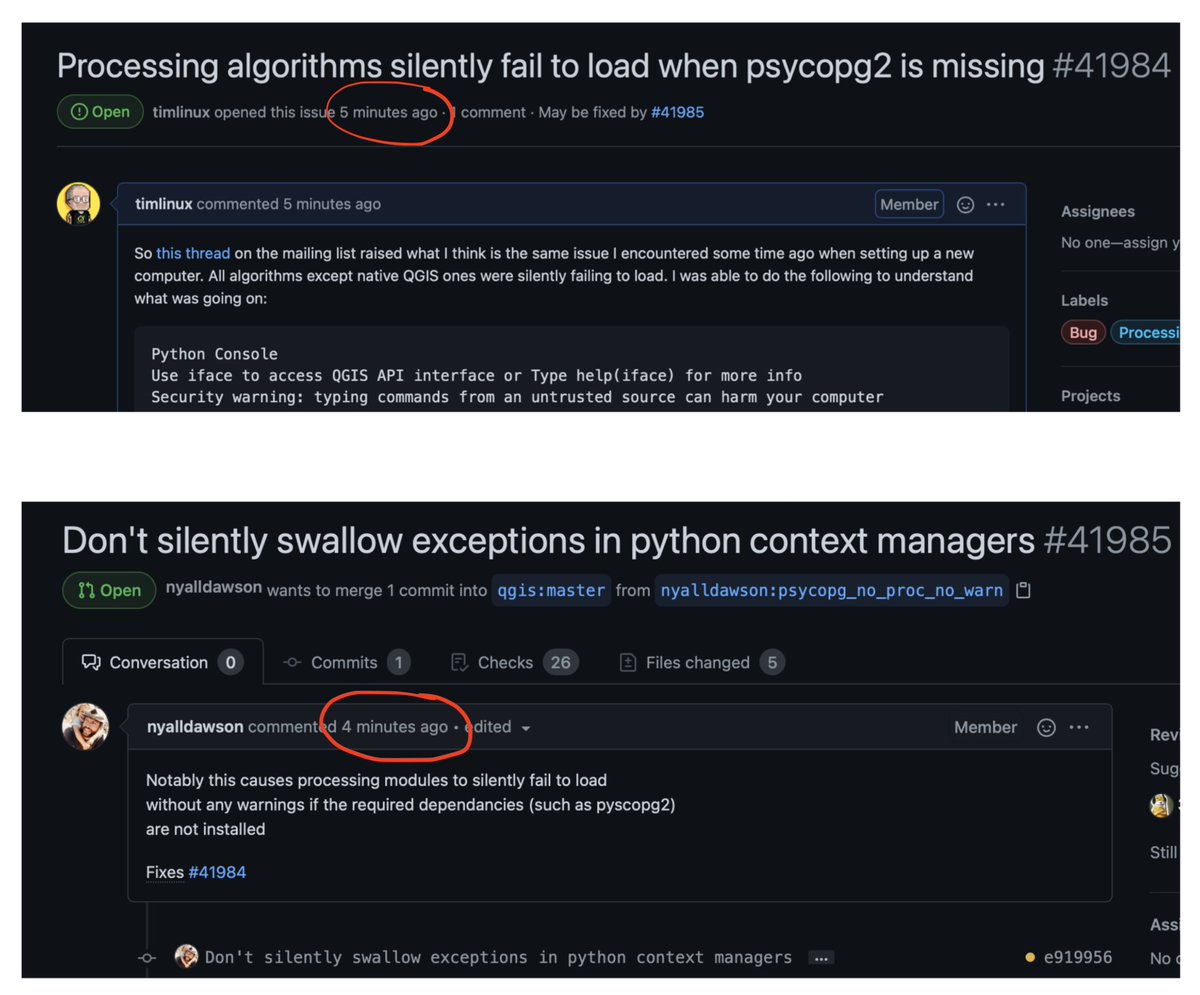 Processing algorithms silently fail to load when psycopg2 is missing #41984
Open timlinux opened this issue 5 minutes ago · 1 comment · May be fixed by #41985
timlinux commented 5 minutes ago Member
Assignees
No one—assign y
So this thread on the mailing list raised what I think is the same issue I encountered some time ago when setting up a new
computer. All algorithms except native QGIS ones were silently failing to load. I was able to do the following to understand
what was going on:
Labels
Bug Processi
Python Console
Use iface to access QGIS API interface or Type help(iface) for more info
Security warning: typing commands from an untrusted source can harm your computer
Projects
Don't silently swallow exceptions in python context managers #41985
Open nyalldawson wants to merge 1 commit into qgis:master from nyalldawson:psycopg_no_proc_no_warn
Conversation 0 Commits 1 Checks 26 Files changed 5
nyalldawson commented 4 minutes ago • edited Member
Rev
Sug
Notably this causes processing modules to silently fail to load
without any warnings if the required dependancies (such as pyscopg2)
are not installed
Still
Fixes #41984
Assi
Don't silently swallow exceptions in python context managers ... e919956
No